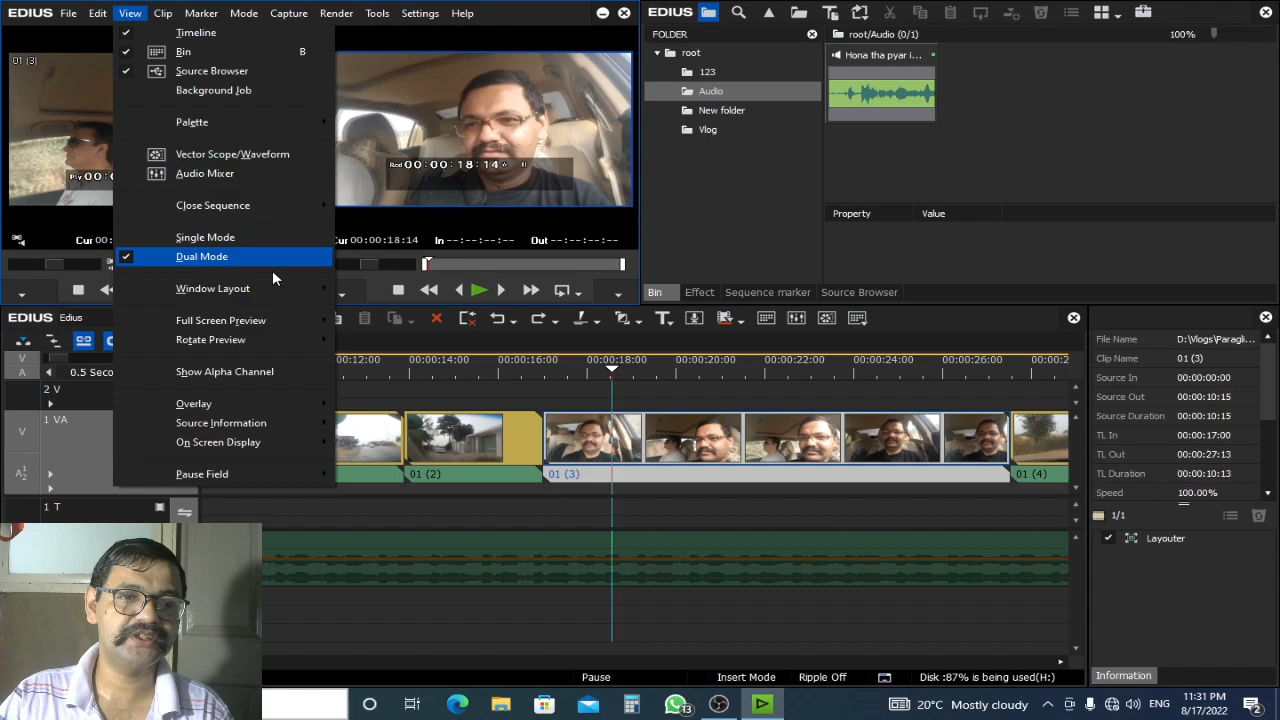 EDIUS File Edit View Clip Marker Mode Capture Render Tools Settings Help
Timeline
Bin B
Source Browser
Background Job
Palette
Vector Scope/Waveform
Audio Mixer
Close Sequence
Single Mode
Dual Mode
Window Layout
Full Screen Preview
Rotate Preview
Show Alpha Channel
Overlay
Source Information
On Screen Display
Pause Field
01 (3)
Rcd 00:00:18:14
Cur 00:00:18:14 In --:--:--:-- Out --:--:--:--
EDIUS
FOLDER
root/Audio (0/1) 100%
root
123
Audio
New folder
Vlog
Hona tha pyar i...
Property Value
Bin Effect Sequence marker Source Browser
EDIUS Edius
V
A
0.5 Seco
00:00:14:00 00:00:16:00 00:00:18:00 00:00:20:00 00:00:22:00 00:00:24:00 00:00:26:00
2 V
1 VA
V
A
01 (2) 01 (3) 01 (4)
1 T
EDIUS
File Name D:\Vlogs\Paragli...
Clip Name 01 (3)
Source In 00:00:00:00
Source Out 00:00:10:15
Source Duration 00:00:10:15
TL In 00:00:17:00
TL Out 00:00:27:13
TL Duration 00:00:10:13
Speed 100.00%
1/1
Layouter
Information
Pause Insert Mode Ripple Off Disk :87% is available(H:)
13
20°C Mostly cloudy ENG
11:31 PM
8/17/2022
2